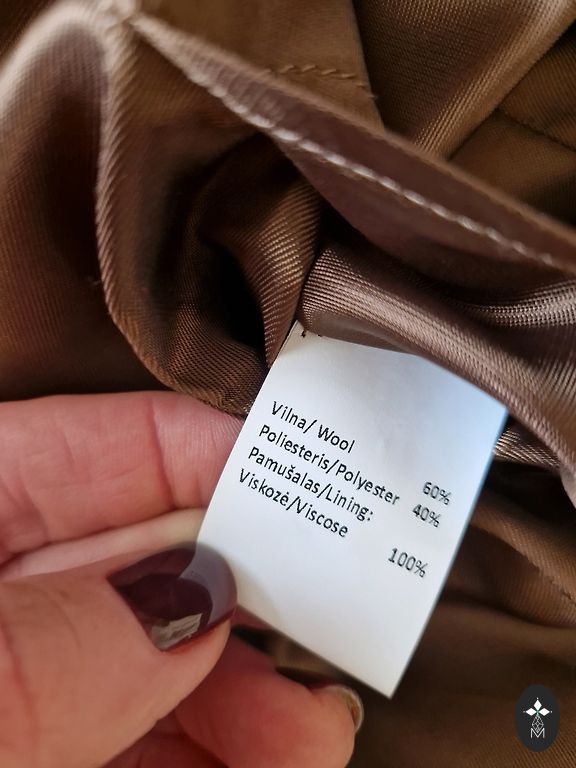 Vilna/ Wool 60%
Poliesteris/Polyester 40%
Pamušalas/Lining:
Viskozė/Viscose 100%
M